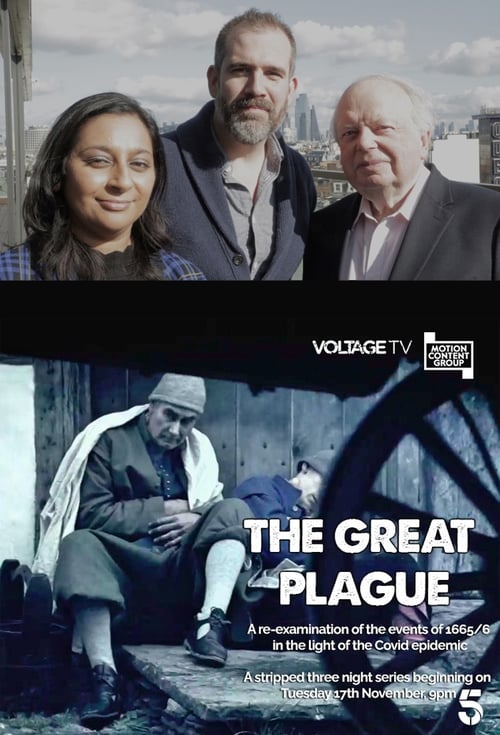 VOLTAGE TV
MOTION
CONTENT
GROUP
THE GREAT
PLAGUE
A re-examination of the events of 1665/6
in the light of the Covid epidemic
A stripped three night series beginning on
Tuesday 17th November, 9pm
5